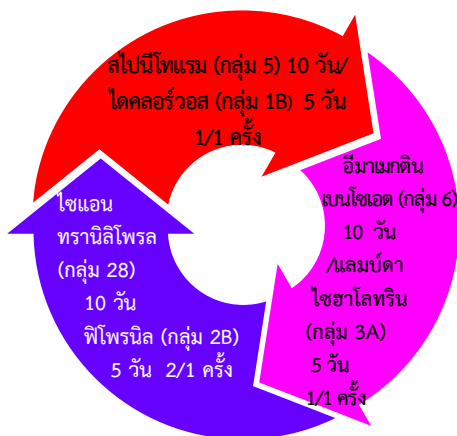 สไปนีโทแรม (กลุ่ม 5) 10 วัน/
ไดคลอร์วอส (กลุ่ม 1B) 5 วัน
1/1 ครั้ง
อีมาเมกติน
เบนโซเอต (กลุ่ม 6)
10 วัน
/แลมบ์ดา
ไซฮาโลทริน
(กลุ่ม 3A)
5 วัน
1/1 ครั้ง
ไซแอน
ทรานิลิโพรล
(กลุ่ม 28)
10 วัน
ฟิโพรนิล (กลุ่ม 2B)
5 วัน 2/1 ครั้ง